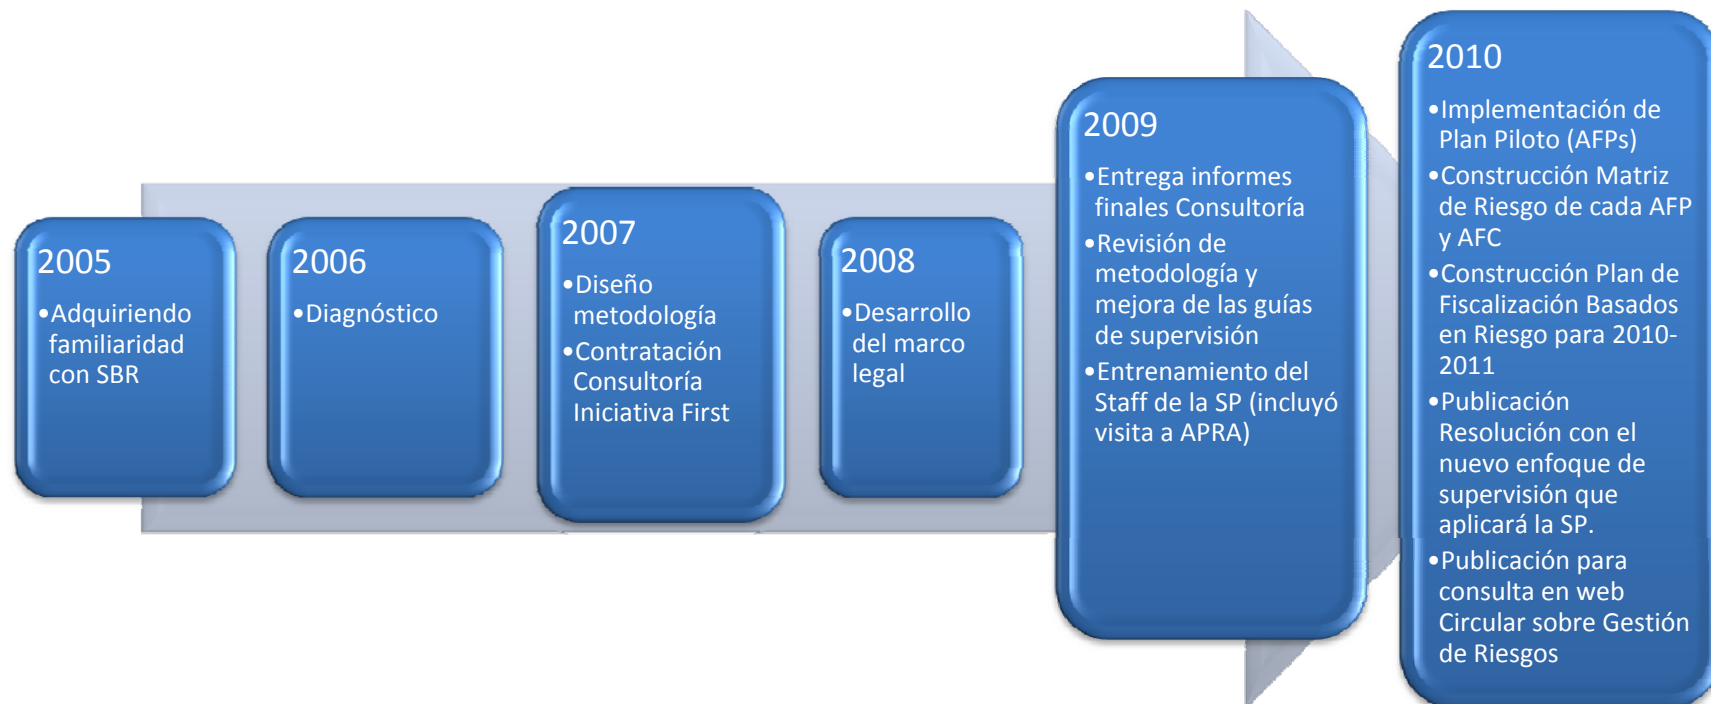 2005
•Adquiriendo
familiaridad
con SBR
2006
•Diagnóstico
2007
•Diseño
metodología
•Contratación
Consultoría
Iniciativa First
2008
•Desarrollo
del marco
legal
2009
•Entrega informes
finales Consultoría
•Revisión de
metodología y
mejora de las guías
de supervisión
•Entrenamiento del
Staff de la SP (incluyó
visita a APRA)
2010
•Implementación de
Plan Piloto (AFPs)
•Construcción Matriz
de Riesgo de cada AFP
y AFC
•Construcción Plan de
Fiscalización Basados
en Riesgo para 2010-
2011
•Publicación
Resolución con el
nuevo enfoque de
supervisión que
aplicará la SP.
•Publicación para
consulta en web
Circular sobre Gestión
de Riesgos